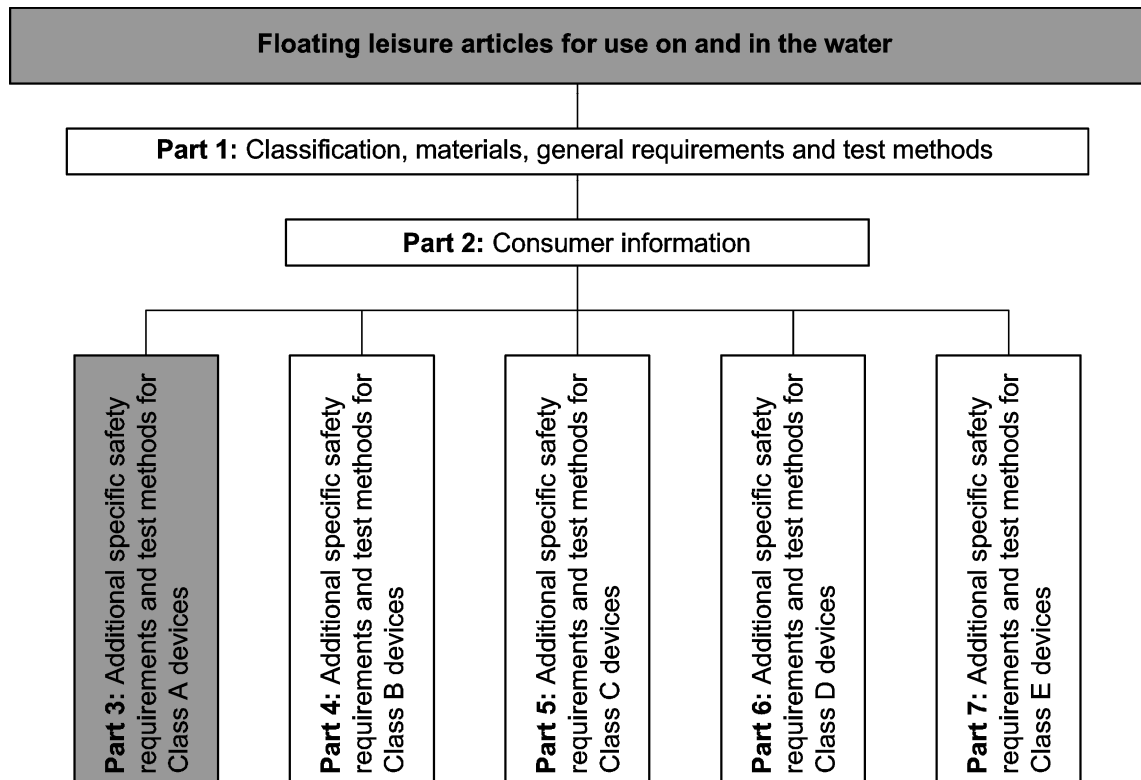 Floating leisure articles for use on and in the water
Part 1: Classification, materials, general requirements and test methods
Part 2: Consumer information
Part 3: Additional specific safety
requirements and test methods for
Class A devices
Part 4: Additional specific safety
requirements and test methods for
Class B devices
Part 5: Additional specific safety
requirements and test methods for
Class C devices
Part 6: Additional specific safety
requirements and test methods for
Class D devices
Part 7: Additional specific safety
requirements and test methods for
Class E devices